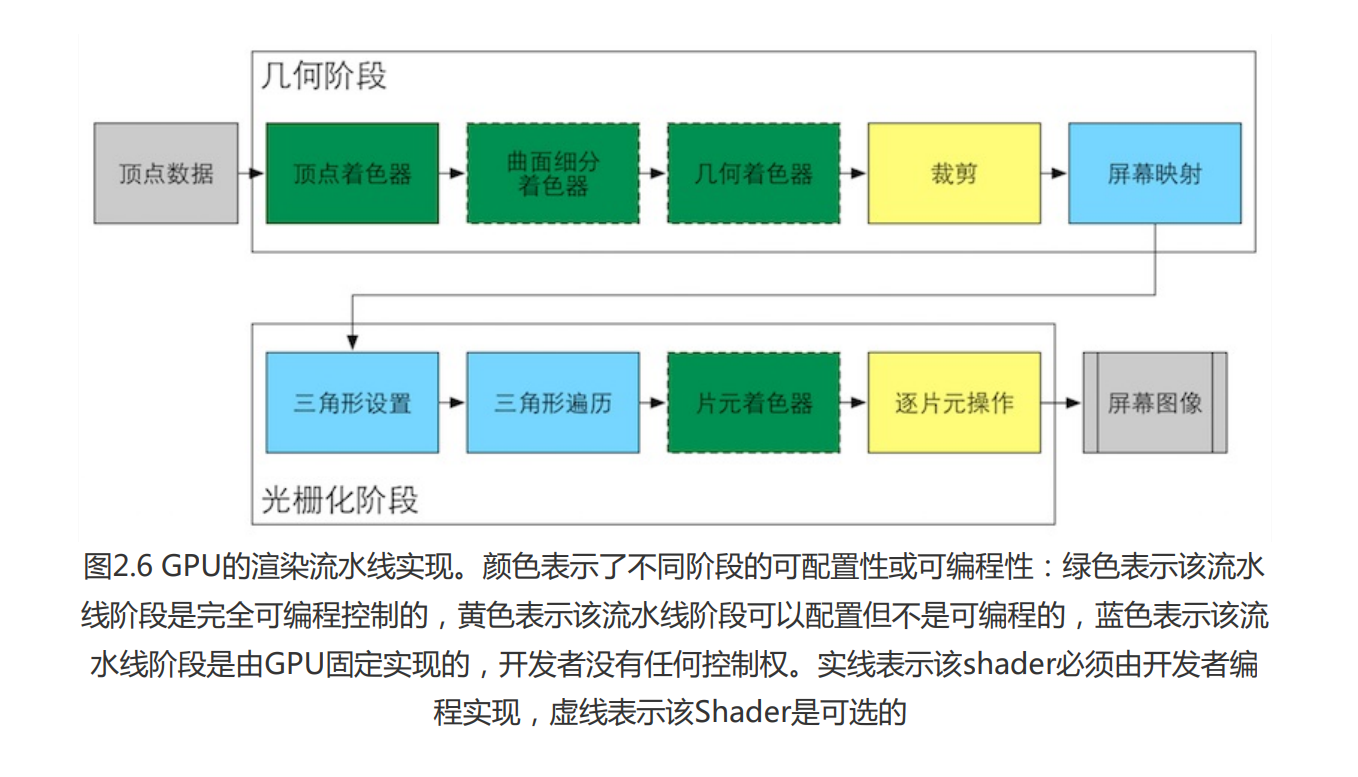 几何阶段
顶点数据
顶点着色器
曲面细分
着色器
几何着色器
裁剪
屏幕映射
三角形设置
三角形遍历
片元着色器
逐片元操作
屏幕图像
光栅化阶段
图2.6 GPU的渲染流水线实现。颜色表示了不同阶段的可配置性或可编程性：绿色表示该流水
线阶段是完全可编程控制的，黄色表示该流水线阶段可以配置但不是可编程的，蓝色表示该流
水线阶段是由GPU固定实现的，开发者没有任何控制权。实线表示该shader必须由开发者编
程实现，虚线表示该Shader是可选的